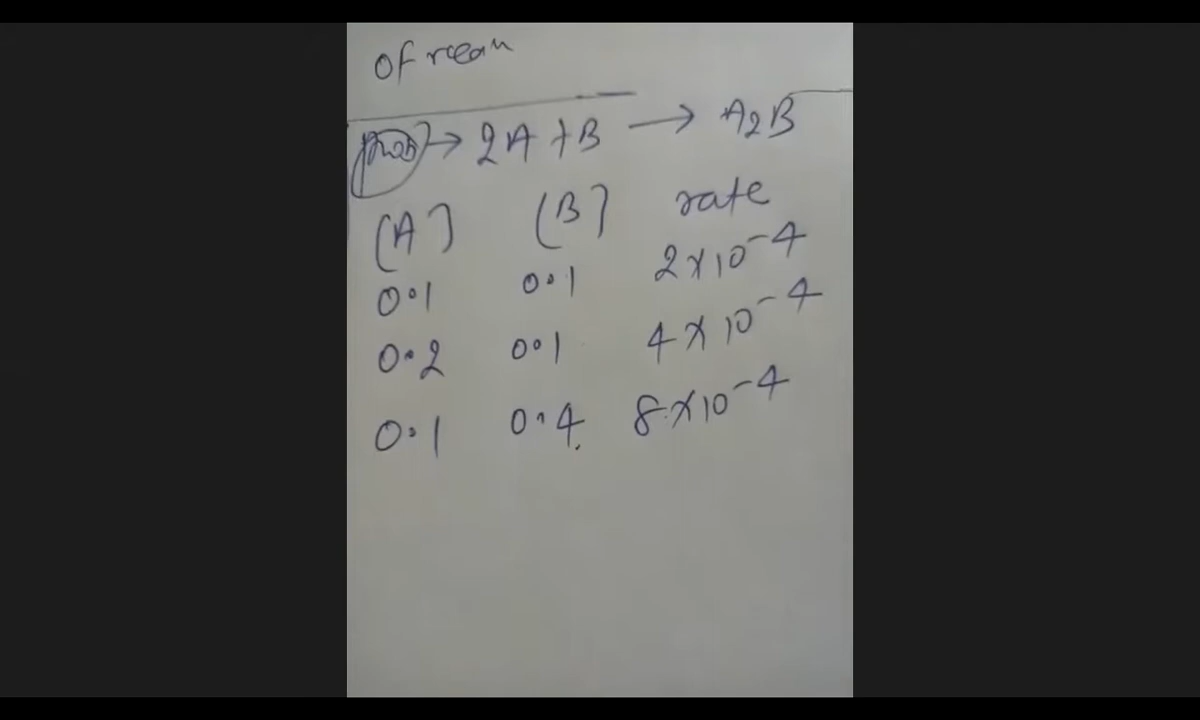 of rean
→ 2A + B → A2B
[A] [B] rate
0.1 0.1 2×10-4
0.2 0.1 4×10-4
0.1 0.4 8×10-4